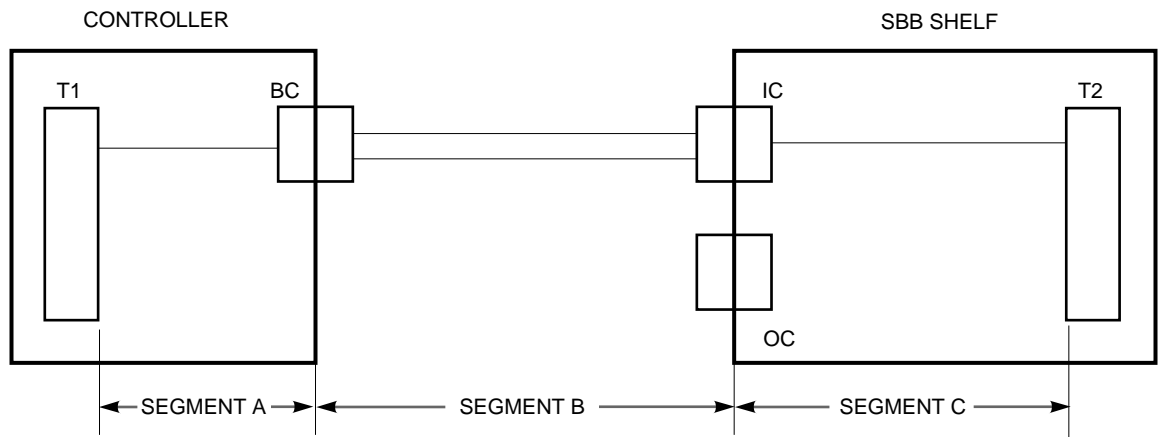 CONTROLLER
SBB SHELF
T1
BC
IC
T2
OC
SEGMENT A
SEGMENT B
SEGMENT C